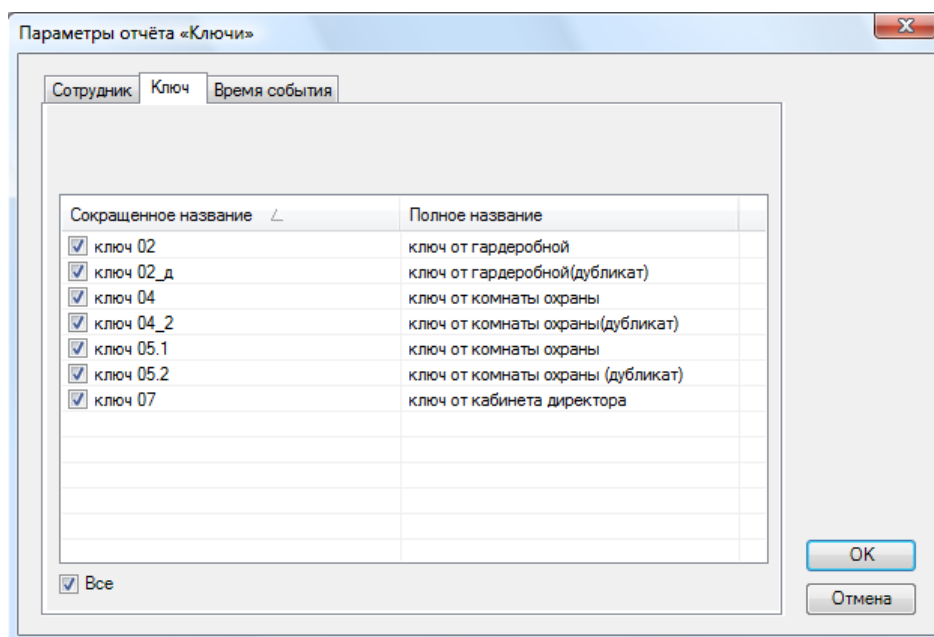 Параметры отчёта «Ключи»
Сотрудник Ключ Время события
Сокращенное название Полное название
ключ 02 ключ от гардеробной
ключ 02_д ключ от гардеробной(дубликат)
ключ 04 ключ от комнаты охраны
ключ 04_2 ключ от комнаты охраны(дубликат)
ключ 05.1 ключ от комнаты охраны
ключ 05.2 ключ от комнаты охраны (дубликат)
ключ 07 ключ от кабинета директора
OK
Все
Отмена